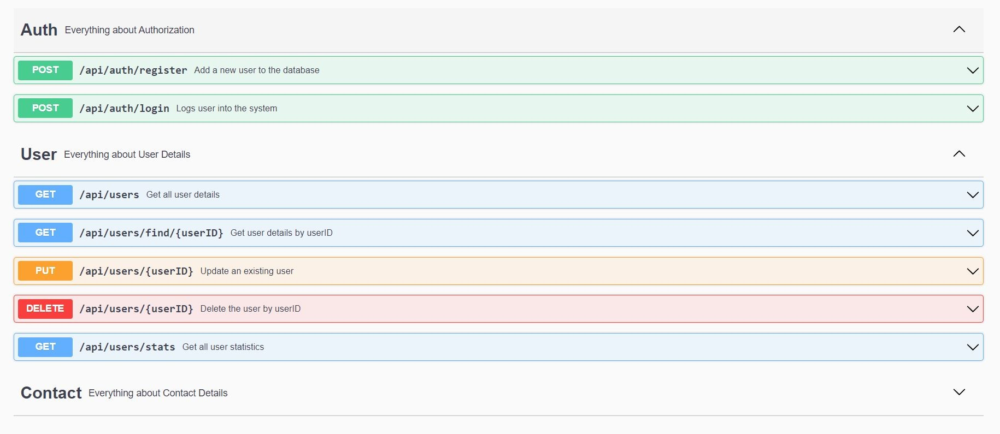 Auth Everything about Authorization
POST /api/auth/register Add a new user to the database
POST /api/auth/login Logs user into the system
User Everything about User Details
GET /api/users Get all user details
GET /api/users/find/{userID} Get user details by userID
PUT /api/users/{userID} Update an existing user
DELETE /api/users/{userID} Delete the user by userID
GET /api/users/stats Get all user statistics
Contact Everything about Contact Details